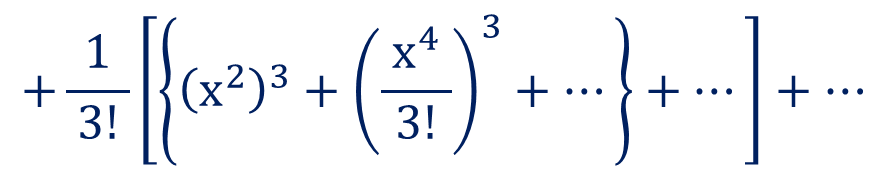 + 1/3! [ { (x²)³ + ( x⁴/3! )³ + ⋯ } + ⋯ ] + ⋯